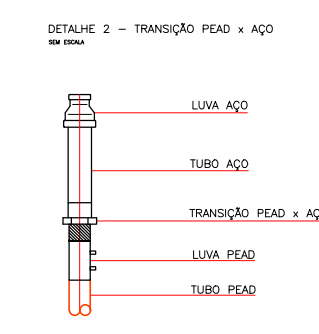 DETALHE 2 – TRANSIÇÃO PEAD x AÇO
SEM ESCALA
LUVA AÇO
TUBO AÇO
TRANSIÇÃO PEAD x AÇ
LUVA PEAD
TUBO PEAD